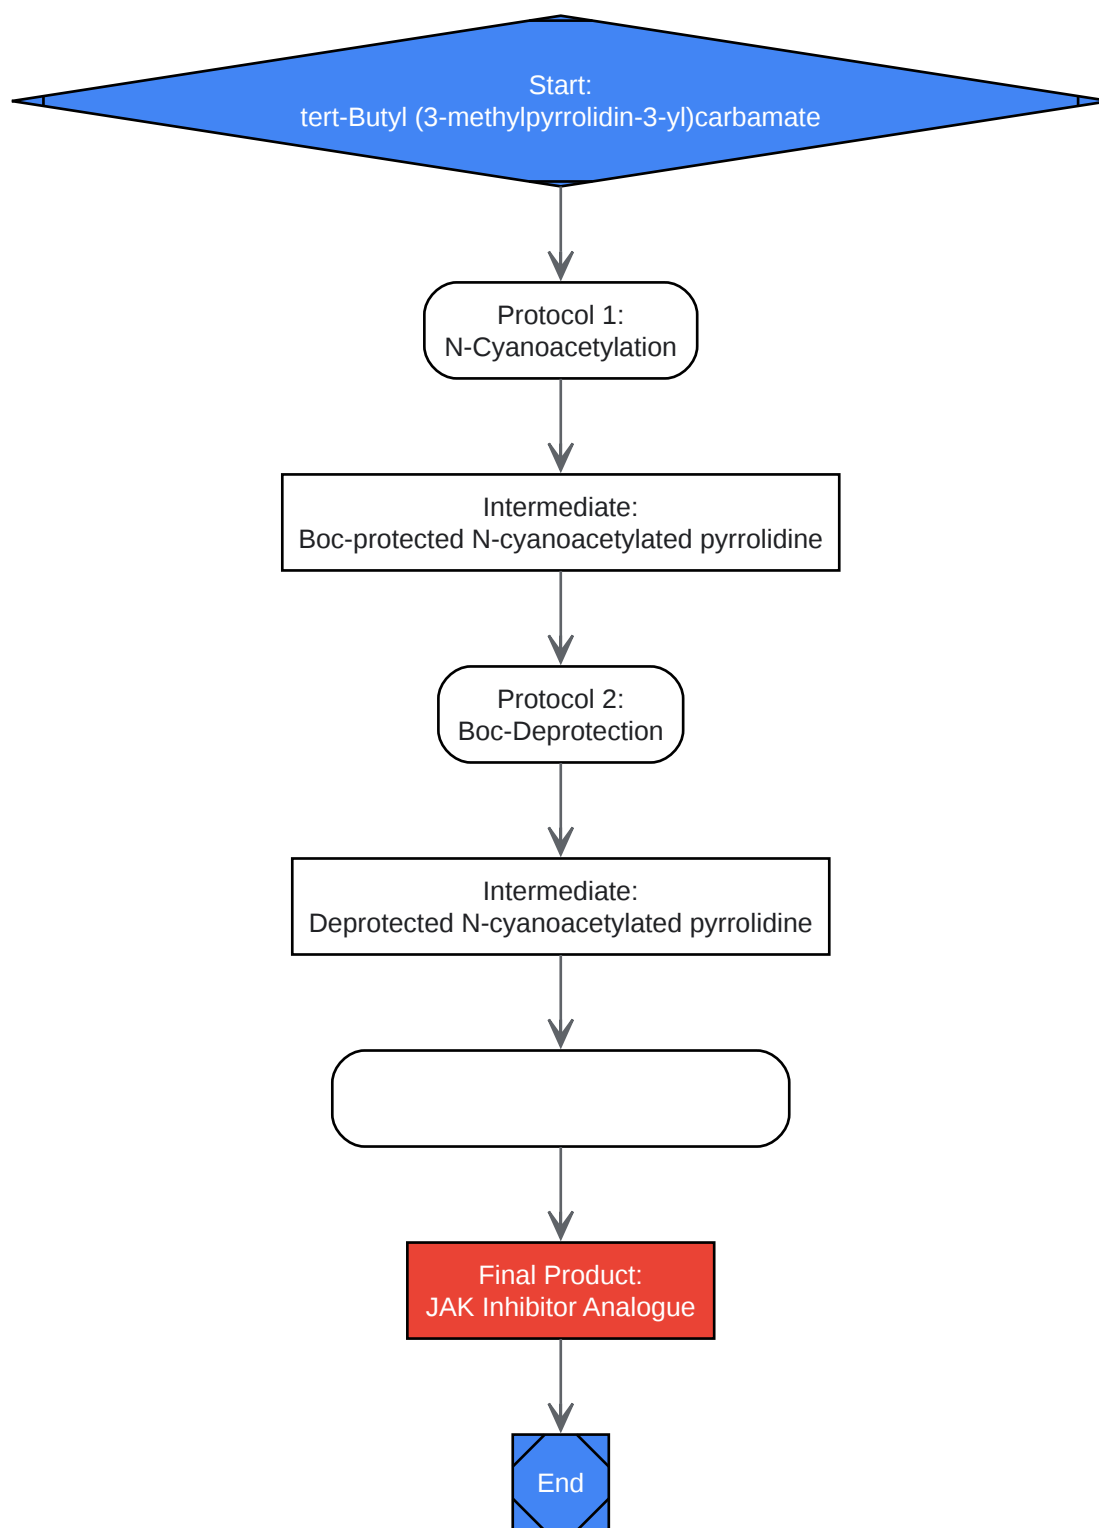 Start:
tert-Butyl (3-methylpyrrolidin-3-yl)carbamate
Protocol 1:
N-Cyanoacetylation
Intermediate:
Boc-protected N-cyanoacetylated pyrrolidine
Protocol 2:
Boc-Deprotection
Intermediate:
Deprotected N-cyanoacetylated pyrrolidine
Final Product:
JAK Inhibitor Analogue
End